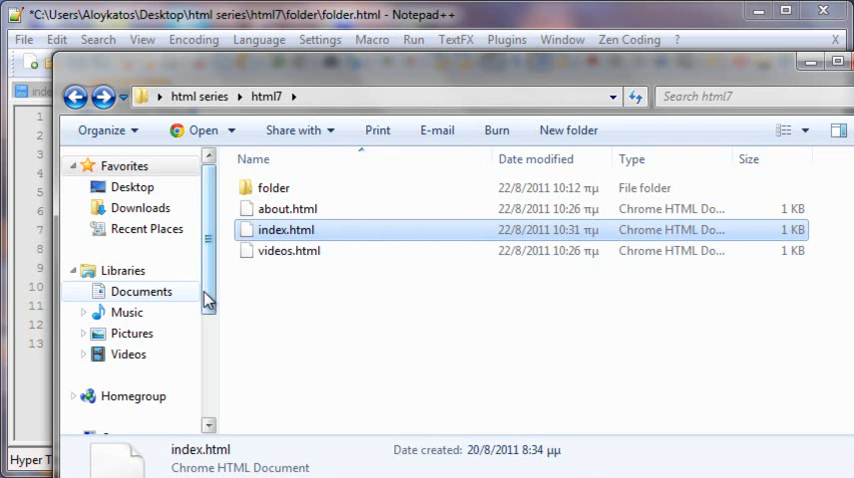 *C:\Users\Aloykatos\Desktop\html series\html7\folder\folder.html - Notepad++
File Edit Search View Encoding Language Settings Macro Run TextFX Plugins Window Zen Coding ? X
html series html7 Search html7
Organize Open Share with Print E-mail Burn New folder
Name Date modified Type Size
Favorites
Desktop
Downloads
Recent Places
Libraries
Documents
Music
Pictures
Videos
Homegroup
folder 22/8/2011 10:12 πμ File folder
about.html 22/8/2011 10:26 πμ Chrome HTML Do... 1 KB
index.html 22/8/2011 10:31 πμ Chrome HTML Do... 1 KB
videos.html 22/8/2011 10:26 πμ Chrome HTML Do... 1 KB
1
2
3
4
5
6
7
8
9
10
11
12
13
Hyper T
index.html Date created: 20/8/2011 8:34 μμ
Chrome HTML Document